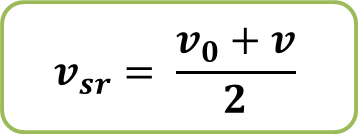 v_sr = (v_0 + v) / 2